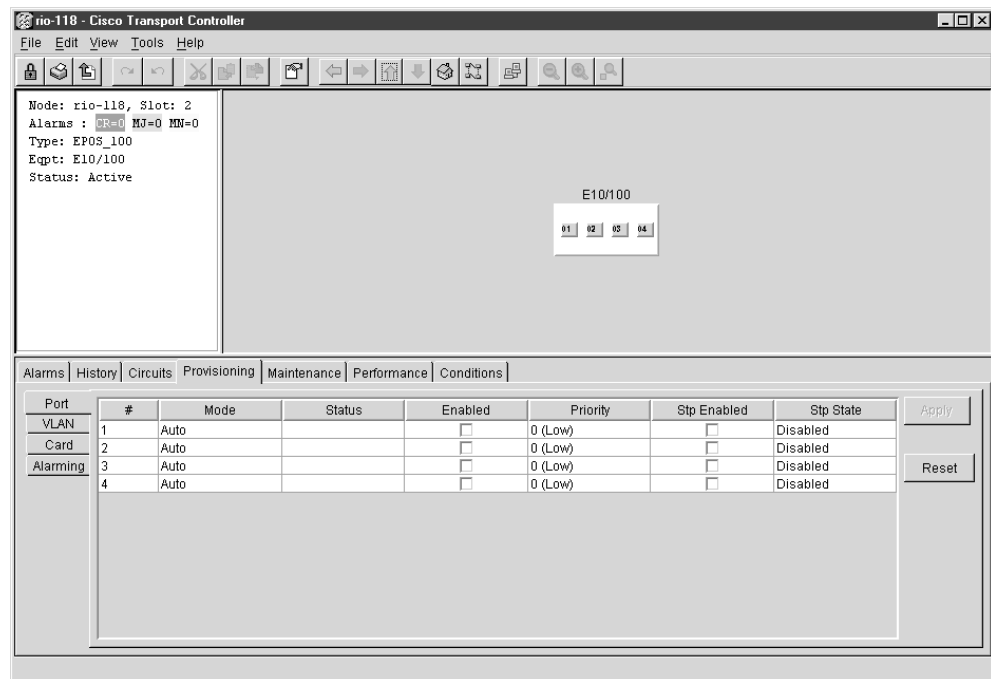 rio-118 - Cisco Transport Controller
File Edit View Tools Help
Node: rio-118, Slot: 2
Alarms : CR=0 MJ=0 MN=0
Type: EPOS_100
Eqpt: E10/100
Status: Active
E10/100
01 02 03 04
Alarms History Circuits Provisioning Maintenance Performance Conditions
Port
VLAN
Card
Alarming
# Mode Status Enabled Priority Stp Enabled Stp State
1 Auto 0 (Low) Disabled
2 Auto 0 (Low) Disabled
3 Auto 0 (Low) Disabled
4 Auto 0 (Low) Disabled
Apply
Reset